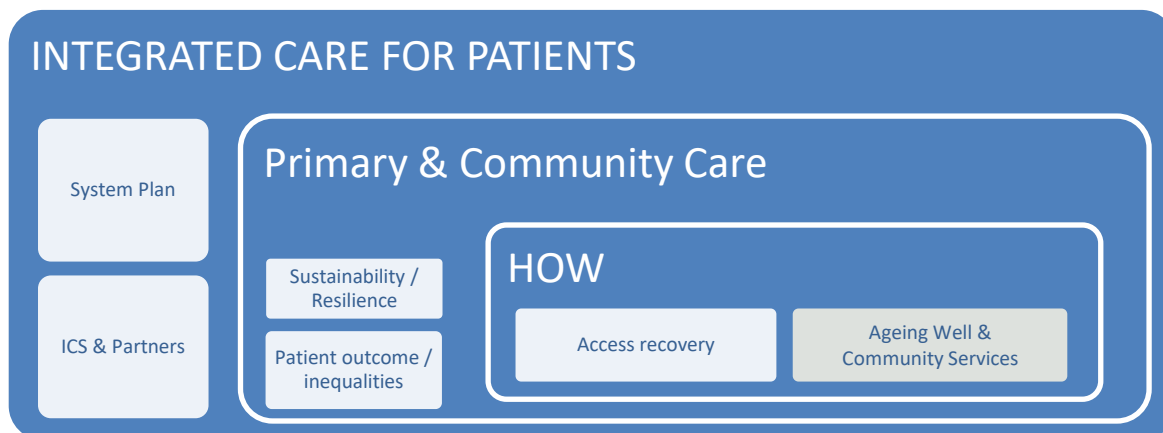 INTEGRATED CARE FOR PATIENTS
System Plan
ICS & Partners
Primary & Community Care
Sustainability /
Resilience
Patient outcome /
inequalities
HOW
Access recovery
Ageing Well &
Community Services